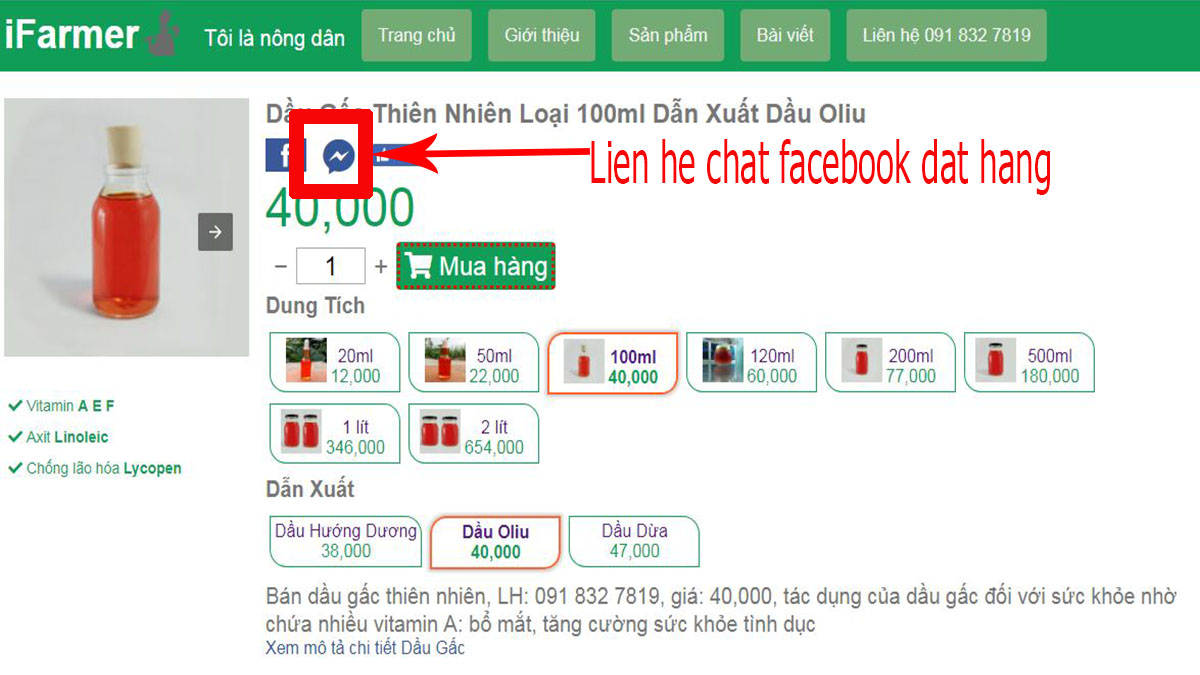 iFarmer
Tôi là nông dân
Trang chủ
Giới thiệu
Sản phẩm
Bài viết
Liên hệ 091 832 7819
Dầu Gấc Thiên Nhiên Loại 100ml Dẫn Xuất Dầu Oliu
f
Lien he chat facebook dat hang
40,000
− 1 +
Mua hàng
Dung Tích
20ml
12,000
50ml
22,000
100ml
40,000
120ml
60,000
200ml
77,000
500ml
180,000
1 lít
346,000
2 lít
654,000
Vitamin A E F
Axit Linoleic
Chống lão hóa Lycopen
Dẫn Xuất
Dầu Hướng Dương
38,000
Dầu Oliu
40,000
Dầu Dừa
47,000
Bán dầu gấc thiên nhiên, LH: 091 832 7819, giá: 40,000, tác dụng của dầu gấc đối với sức khỏe nhờ
chứa nhiều vitamin A: bổ mắt, tăng cường sức khỏe tình dục
Xem mô tả chi tiết Dầu Gấc